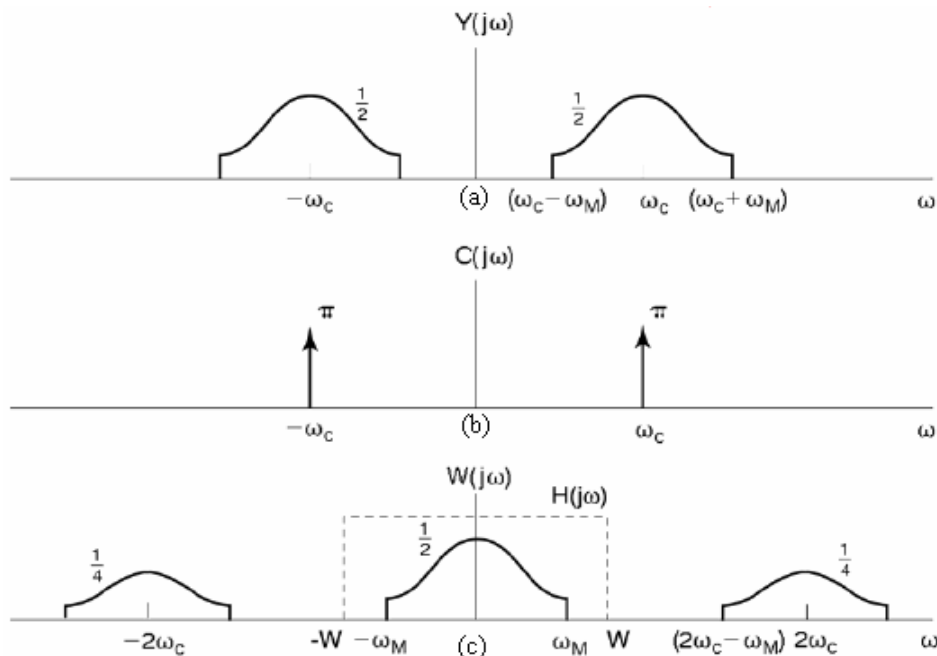 Y(jω)
1/2
1/2
−ω_c (a) (ω_c − ω_M) ω_c (ω_c + ω_M) ω
C(jω)
π π
−ω_c (b) ω_c ω
W(jω)
H(jω)
1/2
1/4
1/4
−2ω_c -W −ω_M (c) ω_M W (2ω_c − ω_M) 2ω_c ω